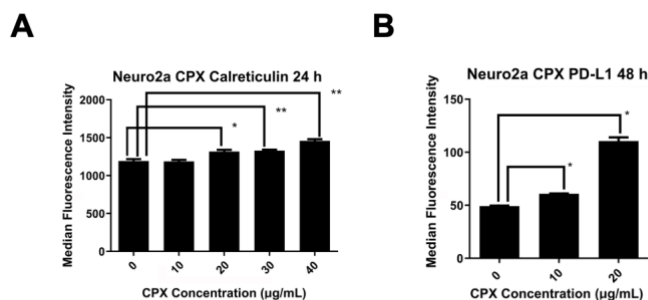 A
B
Neuro2a CPX Calreticulin 24 h
Median Fluorescence Intensity
2000
1500
1000
500
0
*
**
**
0
10
20
30
40
CPX Concentration (µg/mL)
Neuro2a CPX PD-L1 48 h
Median Fluorescence Intensity
150
100
50
0
*
*
0
10
20
CPX Concentration (µg/mL)